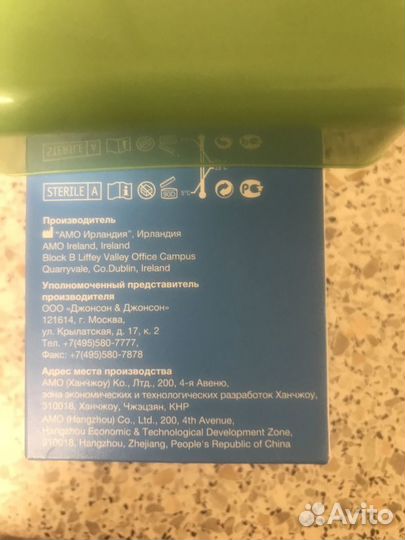 STERILE A
5°C
Производитель
"АМО Ирландия", Ирландия
AMO Ireland, Ireland
Block B Liffey Valley Office Campus
Quarryvale, Co.Dublin, Ireland
Уполномоченный представитель
производителя
ООО «Джонсон & Джонсон»
121614, г. Москва,
ул. Крылатская, д. 17, к. 2
Тел. +7(495)580-7777,
Факс: +7(495)580-7878
Адрес места производства
АМО (Ханчжоу) Ко., Лтд., 200, 4-я Авеню,
зона экономических и технологических разработок Ханчжоу,
310018, Ханчжоу, Чжэцзян, КНР
AMO (Hangzhou) Co., Ltd., 200, 4th Avenue,
Hangzhou Economic & Technological Development Zone,
310018, Hangzhou, Zhejiang, People's Republic of China
Avito